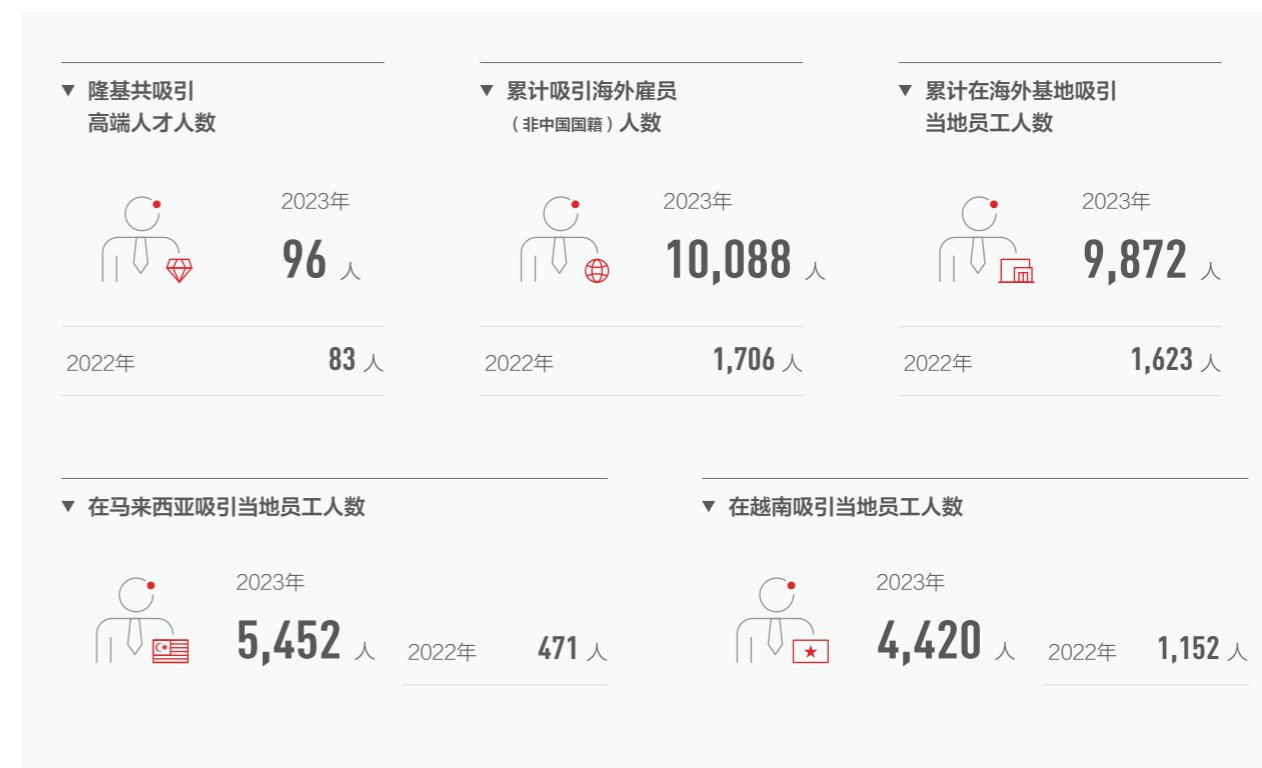 ▼ 隆基共吸引
高端人才人数
2023年
96 人
2022年 83 人
▼ 累计吸引海外雇员
（非中国国籍）人数
2023年
10,088 人
2022年 1,706 人
▼ 累计在海外基地吸引
当地员工人数
2023年
9,872 人
2022年 1,623 人
▼ 在马来西亚吸引当地员工人数
2023年
5,452 人 2022年 471 人
▼ 在越南吸引当地员工人数
2023年
4,420 人 2022年 1,152 人